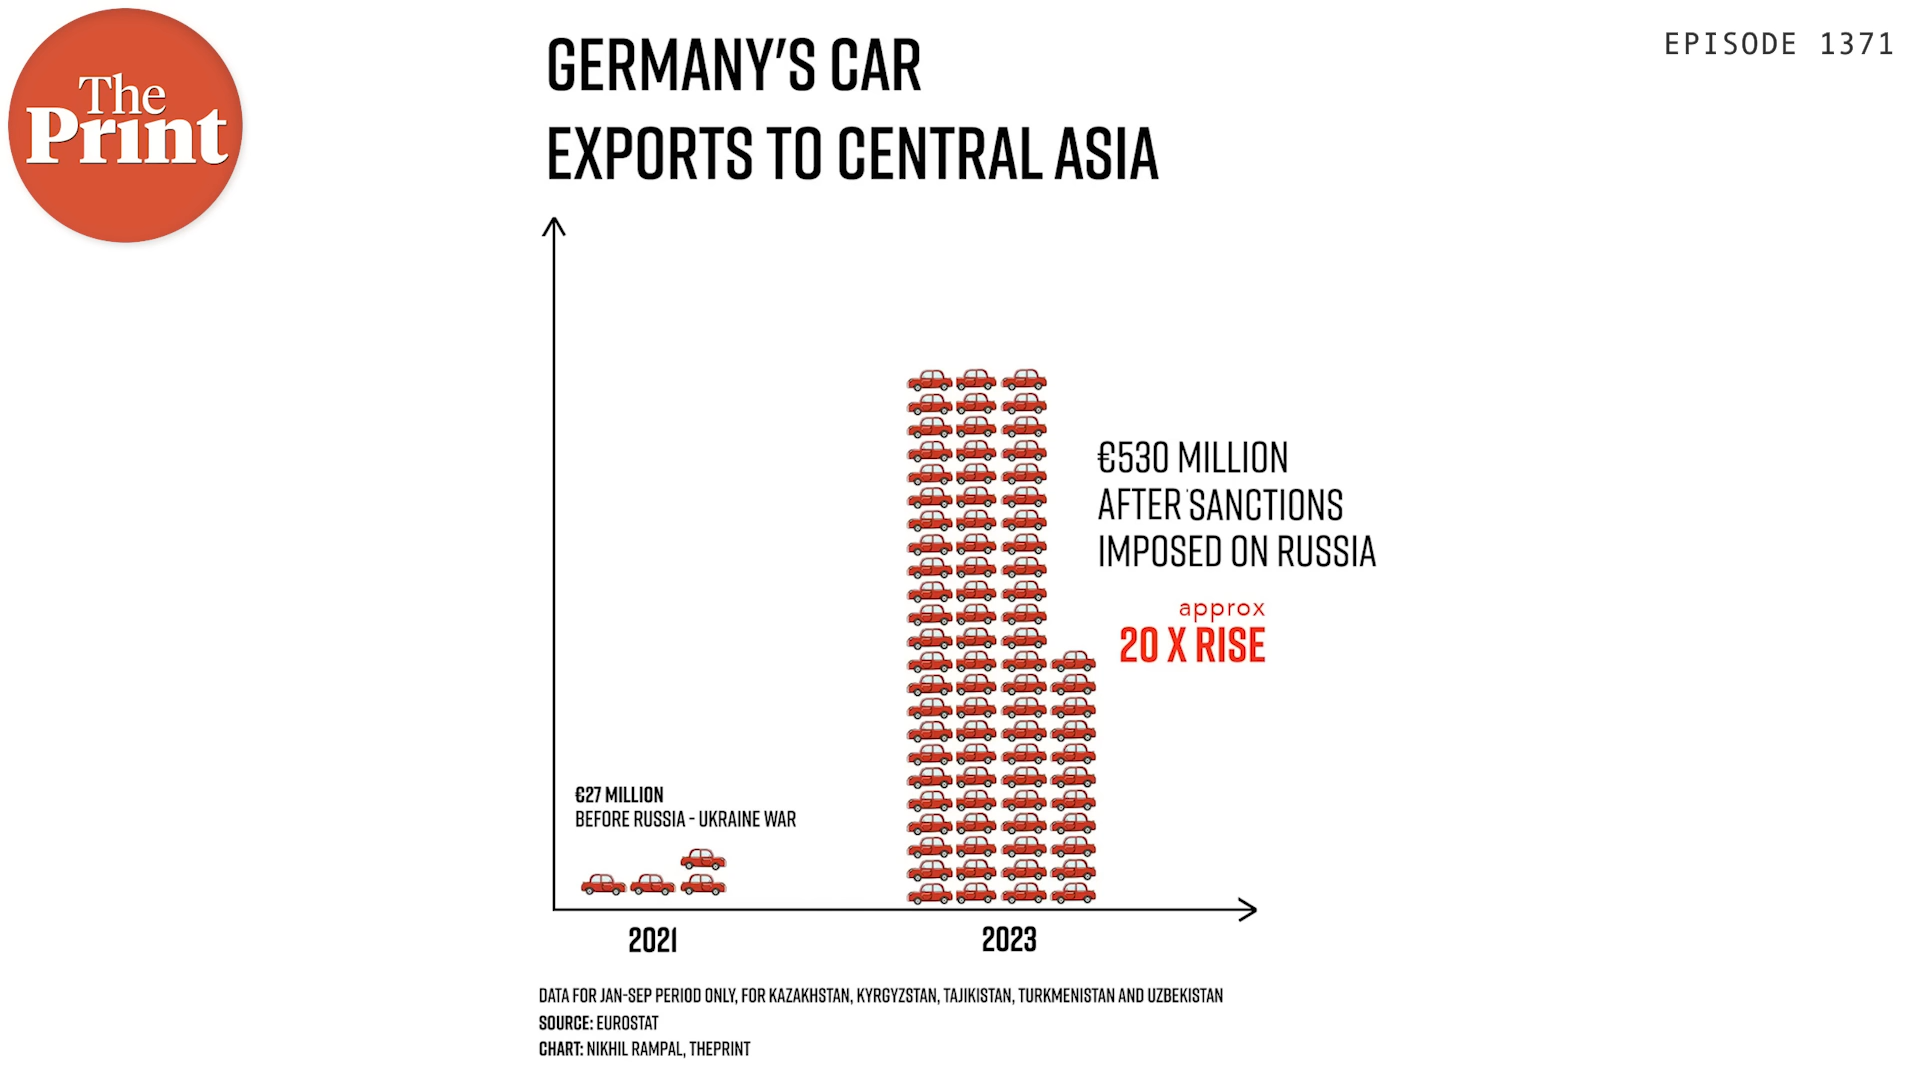 The
Print
EPISODE 1371
GERMANY'S CAR
EXPORTS TO CENTRAL ASIA
€530 MILLION
AFTER SANCTIONS
IMPOSED ON RUSSIA
approx
20 X RISE
€27 MILLION
BEFORE RUSSIA - UKRAINE WAR
2021
2023
DATA FOR JAN-SEP PERIOD ONLY, FOR KAZAKHSTAN, KYRGYZSTAN, TAJIKISTAN, TURKMENISTAN AND UZBEKISTAN
SOURCE: EUROSTAT
CHART: NIKHIL RAMPAL, THEPRINT